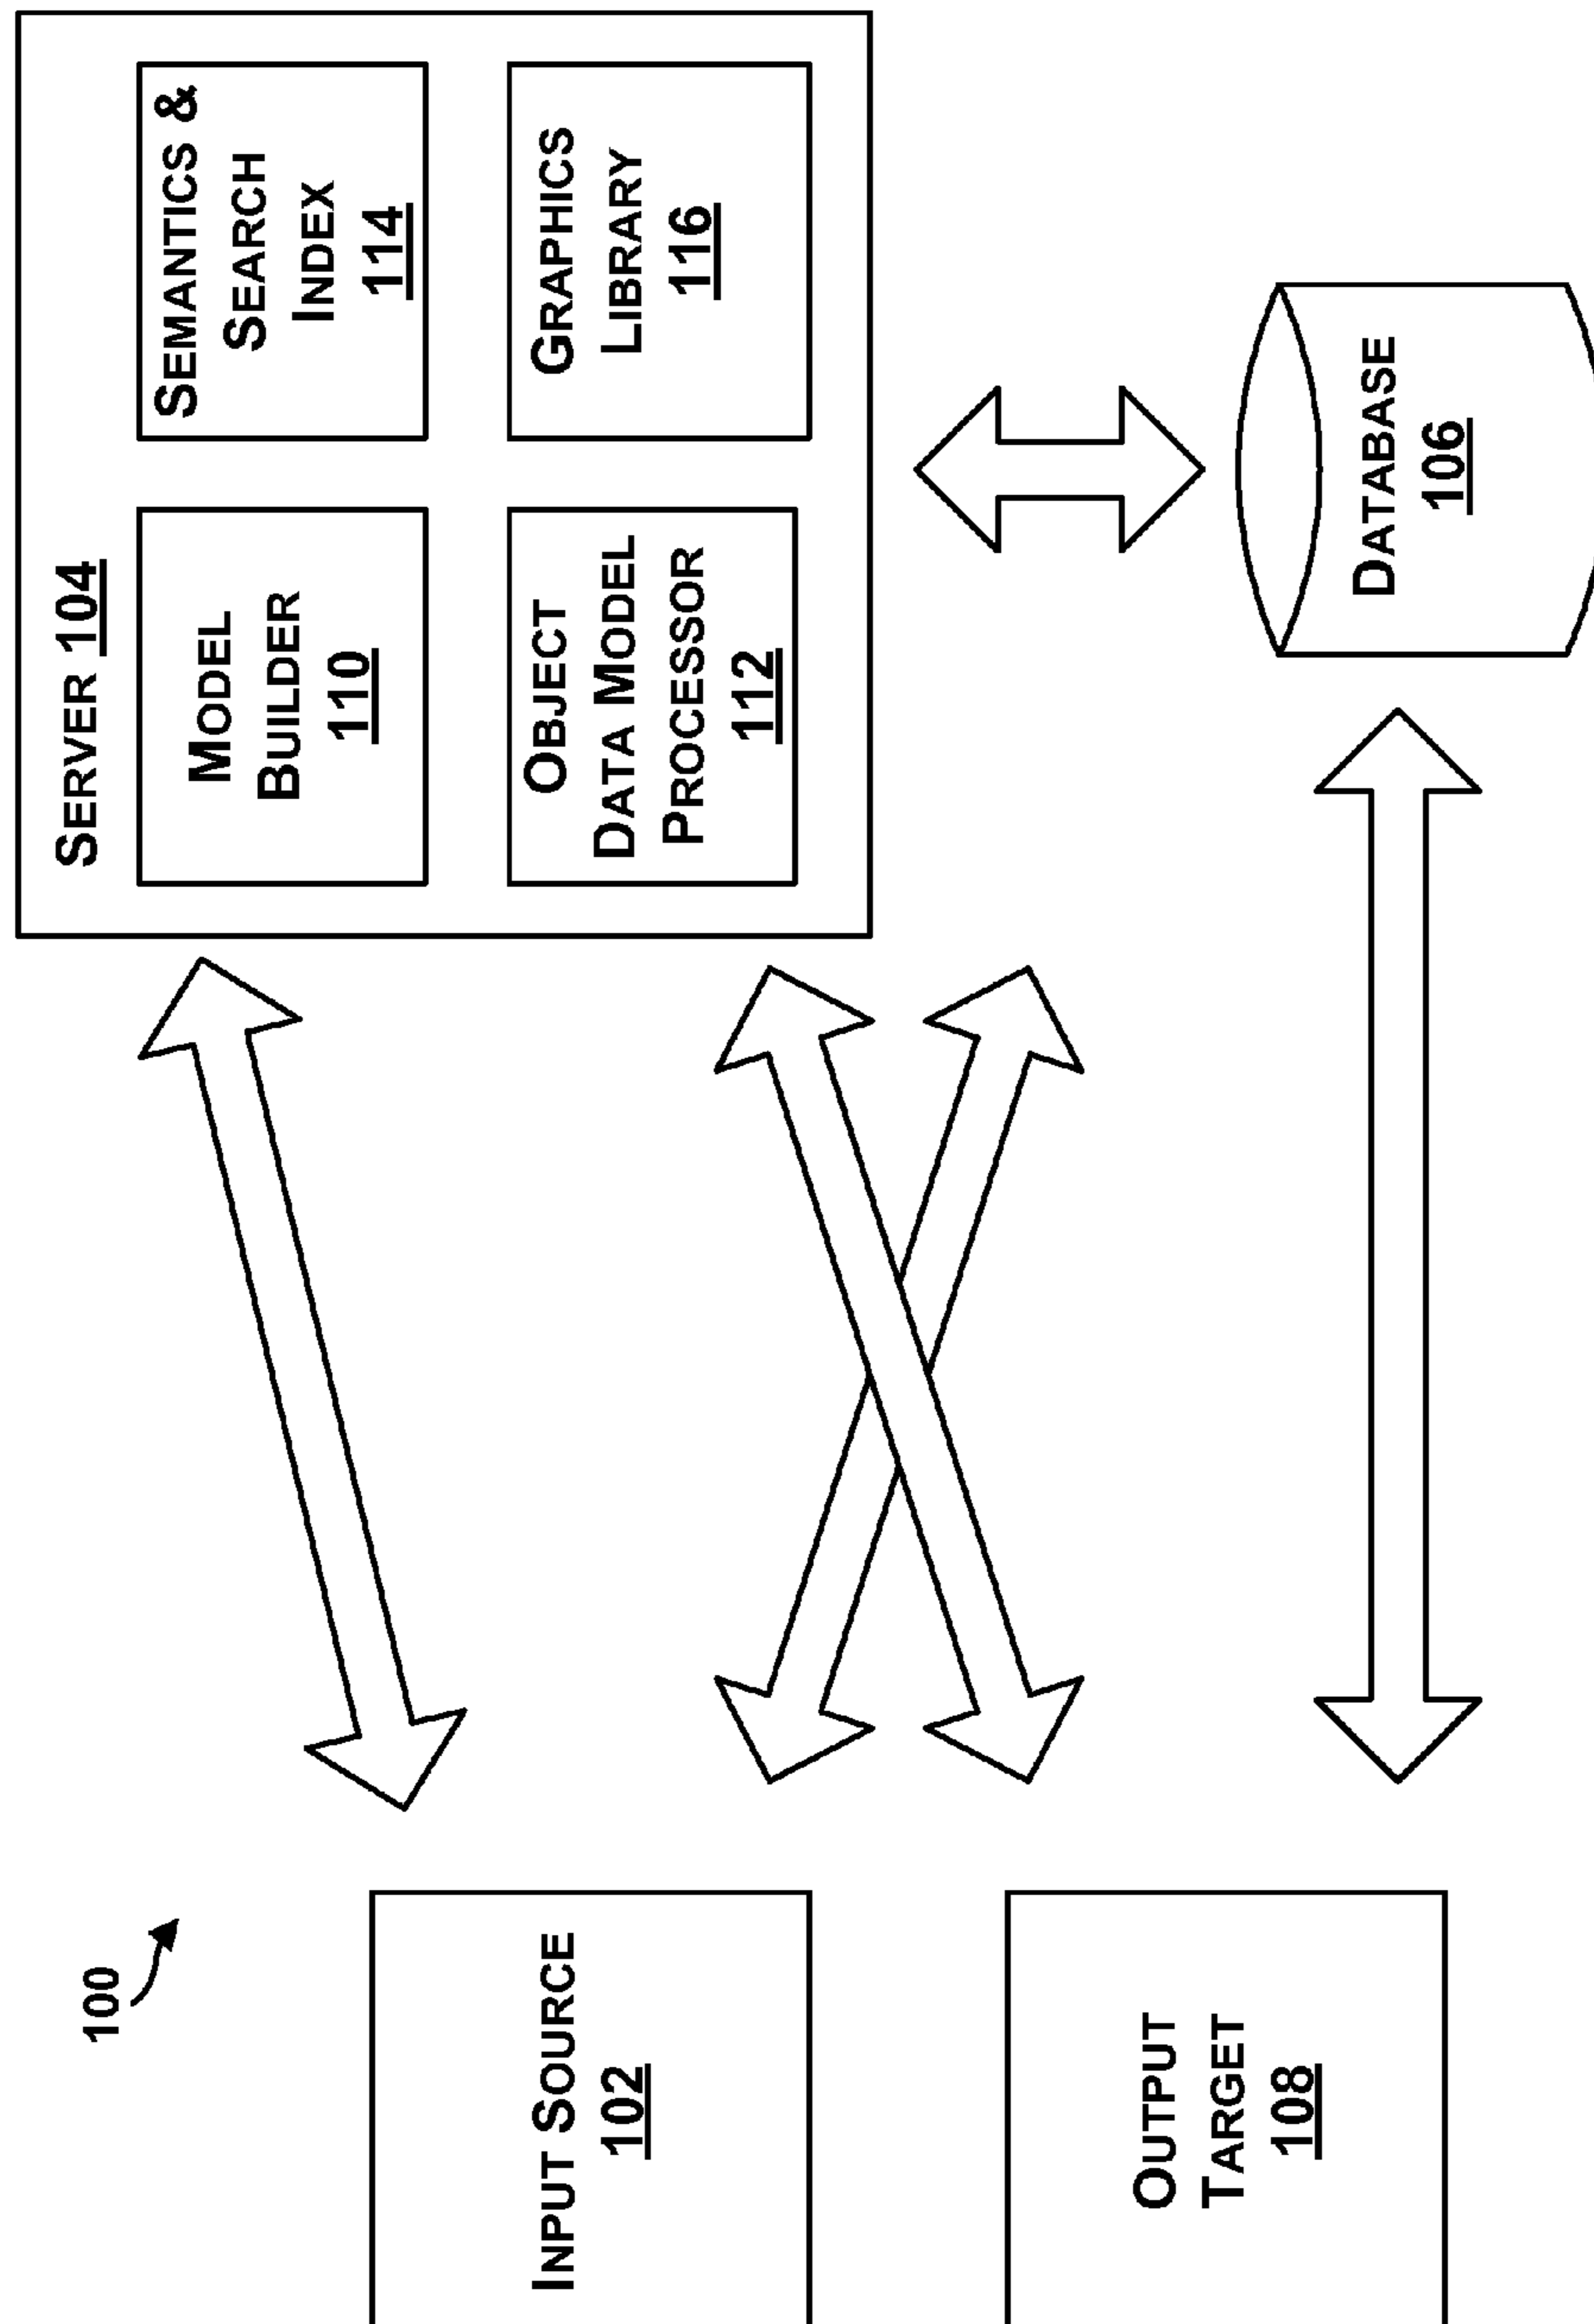 100
INPUT SOURCE
102
OUTPUT
TARGET
108
SERVER 104
MODEL
BUILDER
110
SEMANTICS &
SEARCH
INDEX
114
OBJECT
DATA MODEL
PROCESSOR
112
GRAPHICS
LIBRARY
116
DATABASE
106